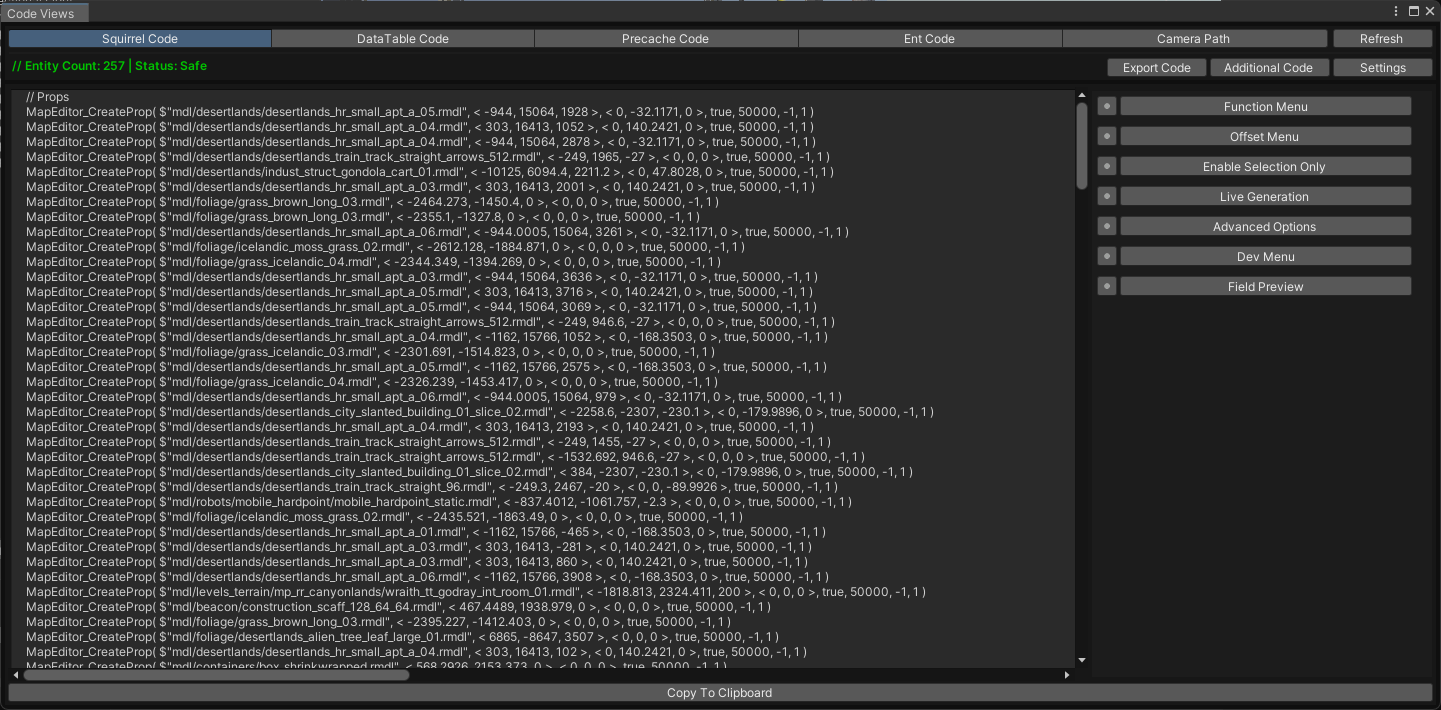 Code Views
Squirrel Code
DataTable Code
Precache Code
Ent Code
Camera Path
Refresh
// Entity Count: 257 | Status: Safe
Export Code
Additional Code
Settings
// Props
MapEditor_CreateProp( $"mdl/desertlands/desertlands_hr_small_apt_a_05.rmdl", < -944, 15064, 1928 >, < 0, -32.1171, 0 >, true, 50000, -1, 1 )
MapEditor_CreateProp( $"mdl/desertlands/desertlands_hr_small_apt_a_04.rmdl", < 303, 16413, 1052 >, < 0, 140.2421, 0 >, true, 50000, -1, 1 )
MapEditor_CreateProp( $"mdl/desertlands/desertlands_hr_small_apt_a_04.rmdl", < -944, 15064, 2878 >, < 0, -32.1171, 0 >, true, 50000, -1, 1 )
MapEditor_CreateProp( $"mdl/desertlands/desertlands_train_track_straight_arrows_512.rmdl", < -249, 1965, -27 >, < 0, 0, 0 >, true, 50000, -1, 1 )
MapEditor_CreateProp( $"mdl/desertlands/indust_struct_gondola_cart_01.rmdl", < -10125, 6094.4, 2211.2 >, < 0, 47.8028, 0 >, true, 50000, -1, 1 )
MapEditor_CreateProp( $"mdl/desertlands/desertlands_hr_small_apt_a_03.rmdl", < 303, 16413, 2001 >, < 0, 140.2421, 0 >, true, 50000, -1, 1 )
MapEditor_CreateProp( $"mdl/foliage/grass_brown_long_03.rmdl", < -2464.273, -1450.4, 0 >, < 0, 0, 0 >, true, 50000, -1, 1 )
MapEditor_CreateProp( $"mdl/foliage/grass_brown_long_03.rmdl", < -2355.1, -1327.8, 0 >, < 0, 0, 0 >, true, 50000, -1, 1 )
MapEditor_CreateProp( $"mdl/desertlands/desertlands_hr_small_apt_a_06.rmdl", < -944.0005, 15064, 3261 >, < 0, -32.1171, 0 >, true, 50000, -1, 1 )
MapEditor_CreateProp( $"mdl/foliage/icelandic_moss_grass_02.rmdl", < -2612.128, -1884.871, 0 >, < 0, 0, 0 >, true, 50000, -1, 1 )
MapEditor_CreateProp( $"mdl/foliage/grass_icelandic_04.rmdl", < -2344.349, -1394.269, 0 >, < 0, 0, 0 >, true, 50000, -1, 1 )
MapEditor_CreateProp( $"mdl/desertlands/desertlands_hr_small_apt_a_03.rmdl", < -944, 15064, 3636 >, < 0, -32.1171, 0 >, true, 50000, -1, 1 )
MapEditor_CreateProp( $"mdl/desertlands/desertlands_hr_small_apt_a_05.rmdl", < 303, 16413, 3716 >, < 0, 140.2421, 0 >, true, 50000, -1, 1 )
MapEditor_CreateProp( $"mdl/desertlands/desertlands_hr_small_apt_a_05.rmdl", < -944, 15064, 3069 >, < 0, -32.1171, 0 >, true, 50000, -1, 1 )
MapEditor_CreateProp( $"mdl/desertlands/desertlands_train_track_straight_arrows_512.rmdl", < -249, 946.6, -27 >, < 0, 0, 0 >, true, 50000, -1, 1 )
MapEditor_CreateProp( $"mdl/desertlands/desertlands_hr_small_apt_a_04.rmdl", < -1162, 15766, 1052 >, < 0, -168.3503, 0 >, true, 50000, -1, 1 )
MapEditor_CreateProp( $"mdl/foliage/grass_icelandic_03.rmdl", < -2301.691, -1514.823, 0 >, < 0, 0, 0 >, true, 50000, -1, 1 )
MapEditor_CreateProp( $"mdl/desertlands/desertlands_hr_small_apt_a_05.rmdl", < -1162, 15766, 2575 >, < 0, -168.3503, 0 >, true, 50000, -1, 1 )
MapEditor_CreateProp( $"mdl/foliage/grass_icelandic_04.rmdl", < -2326.239, -1453.417, 0 >, < 0, 0, 0 >, true, 50000, -1, 1 )
MapEditor_CreateProp( $"mdl/desertlands/desertlands_hr_small_apt_a_06.rmdl", < -944.0005, 15064, 979 >, < 0, -32.1171, 0 >, true, 50000, -1, 1 )
MapEditor_CreateProp( $"mdl/desertlands/desertlands_city_slanted_building_01_slice_02.rmdl", < -2258.6, -2307, -230.1 >, < 0, -179.9896, 0 >, true, 50000, -1, 1 )
MapEditor_CreateProp( $"mdl/desertlands/desertlands_hr_small_apt_a_04.rmdl", < 303, 16413, 2193 >, < 0, 140.2421, 0 >, true, 50000, -1, 1 )
MapEditor_CreateProp( $"mdl/desertlands/desertlands_train_track_straight_arrows_512.rmdl", < -249, 1455, -27 >, < 0, 0, 0 >, true, 50000, -1, 1 )
MapEditor_CreateProp( $"mdl/desertlands/desertlands_train_track_straight_arrows_512.rmdl", < -1532.692, 946.6, -27 >, < 0, 0, 0 >, true, 50000, -1, 1 )
MapEditor_CreateProp( $"mdl/desertlands/desertlands_city_slanted_building_01_slice_02.rmdl", < 384, -2307, -230.1 >, < 0, -179.9896, 0 >, true, 50000, -1, 1 )
MapEditor_CreateProp( $"mdl/desertlands/desertlands_train_track_straight_96.rmdl", < -249.3, 2467, -20 >, < 0, 0, -89.9926 >, true, 50000, -1, 1 )
MapEditor_CreateProp( $"mdl/robots/mobile_hardpoint/mobile_hardpoint_static.rmdl", < -837.4012, -1061.757, -2.3 >, < 0, 0, 0 >, true, 50000, -1, 1 )
MapEditor_CreateProp( $"mdl/foliage/icelandic_moss_grass_02.rmdl", < -2435.521, -1863.49, 0 >, < 0, 0, 0 >, true, 50000, -1, 1 )
MapEditor_CreateProp( $"mdl/desertlands/desertlands_hr_small_apt_a_01.rmdl", < -1162, 15766, -465 >, < 0, -168.3503, 0 >, true, 50000, -1, 1 )
MapEditor_CreateProp( $"mdl/desertlands/desertlands_hr_small_apt_a_03.rmdl", < 303, 16413, -281 >, < 0, 140.2421, 0 >, true, 50000, -1, 1 )
MapEditor_CreateProp( $"mdl/desertlands/desertlands_hr_small_apt_a_03.rmdl", < 303, 16413, 860 >, < 0, 140.2421, 0 >, true, 50000, -1, 1 )
MapEditor_CreateProp( $"mdl/desertlands/desertlands_hr_small_apt_a_06.rmdl", < -1162, 15766, 3908 >, < 0, -168.3503, 0 >, true, 50000, -1, 1 )
MapEditor_CreateProp( $"mdl/levels_terrain/mp_rr_canyonlands/wraith_tt_godray_int_room_01.rmdl", < -1818.813, 2324.411, 200 >, < 0, 0, 0 >, true, 50000, -1, 1 )
MapEditor_CreateProp( $"mdl/beacon/construction_scaff_128_64_64.rmdl", < 467.4489, 1938.979, 0 >, < 0, 0, 0 >, true, 50000, -1, 1 )
MapEditor_CreateProp( $"mdl/foliage/grass_brown_long_03.rmdl", < -2395.227, -1412.403, 0 >, < 0, 0, 0 >, true, 50000, -1, 1 )
MapEditor_CreateProp( $"mdl/foliage/desertlands_alien_tree_leaf_large_01.rmdl", < 6865, -8647, 3507 >, < 0, 0, 0 >, true, 50000, -1, 1 )
MapEditor_CreateProp( $"mdl/desertlands/desertlands_hr_small_apt_a_04.rmdl", < 303, 16413, 102 >, < 0, 140.2421, 0 >, true, 50000, -1, 1 )
MapEditor_CreateProp( $"mdl/containers/box_shrinkwrapped.rmdl", < 568.2926, 2153.373, 0 >, < 0, 0, 0 >, true, 50000, -1, 1 )
Function Menu
Offset Menu
Enable Selection Only
Live Generation
Advanced Options
Dev Menu
Field Preview
Copy To Clipboard